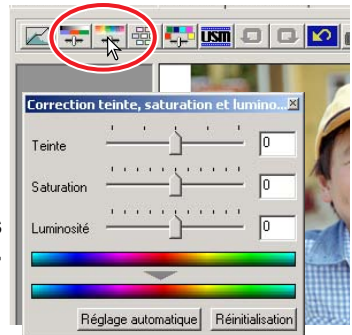 USM
Correction teinte, saturation et lumino...
Teinte 0
Saturation 0
Luminosité 0
Réglage automatique Réinitialisation